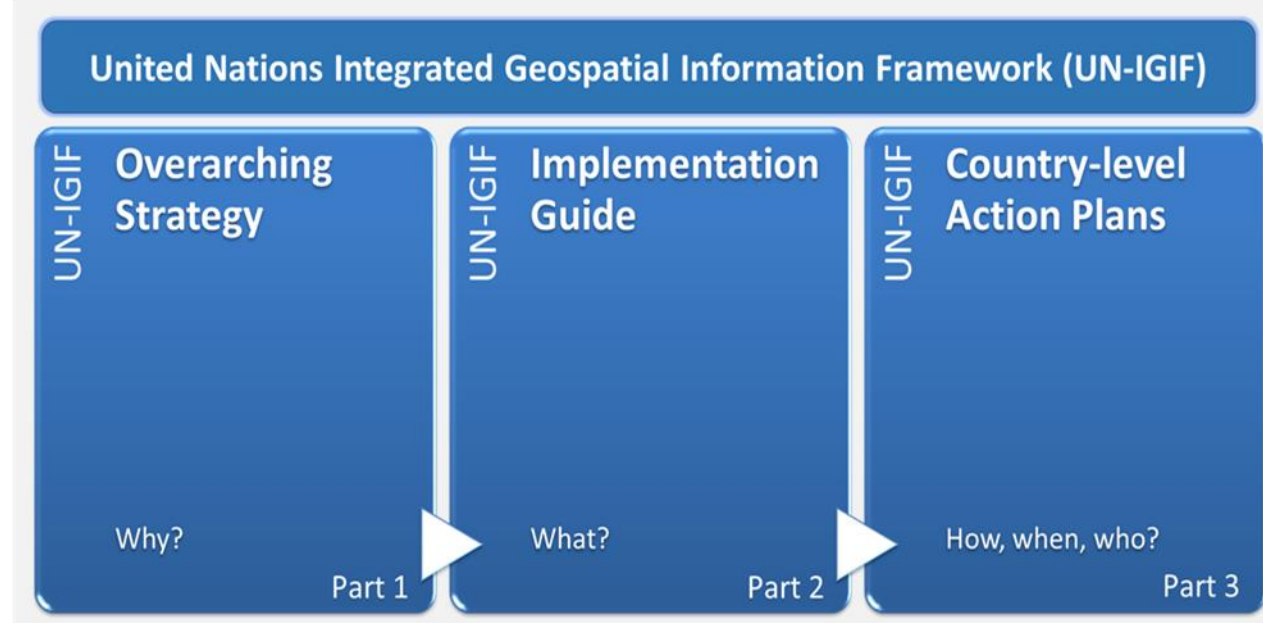 United Nations Integrated Geospatial Information Framework (UN-IGIF)
UN-IGIF
Overarching
Strategy
Why?
Part 1
UN-IGIF
Implementation
Guide
What?
Part 2
UN-IGIF
Country-level
Action Plans
How, when, who?
Part 3